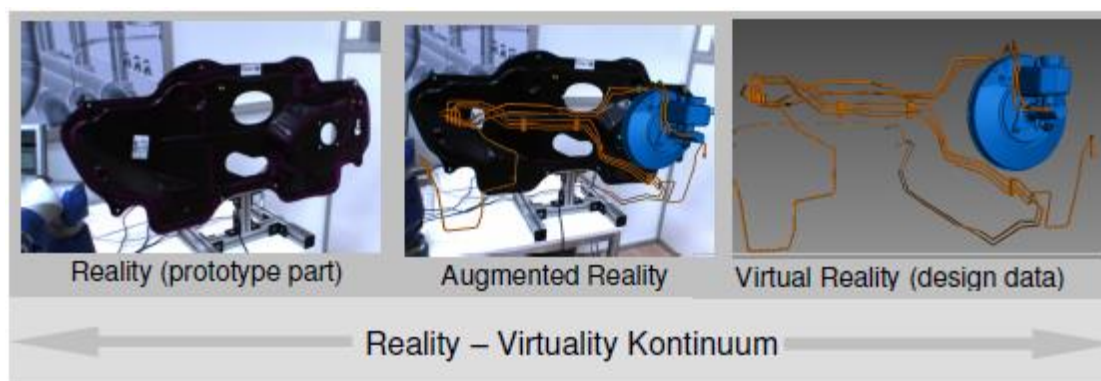 Reality (prototype part)
Augmented Reality
Virtual Reality (design data)
Reality – Virtuality Kontinuum